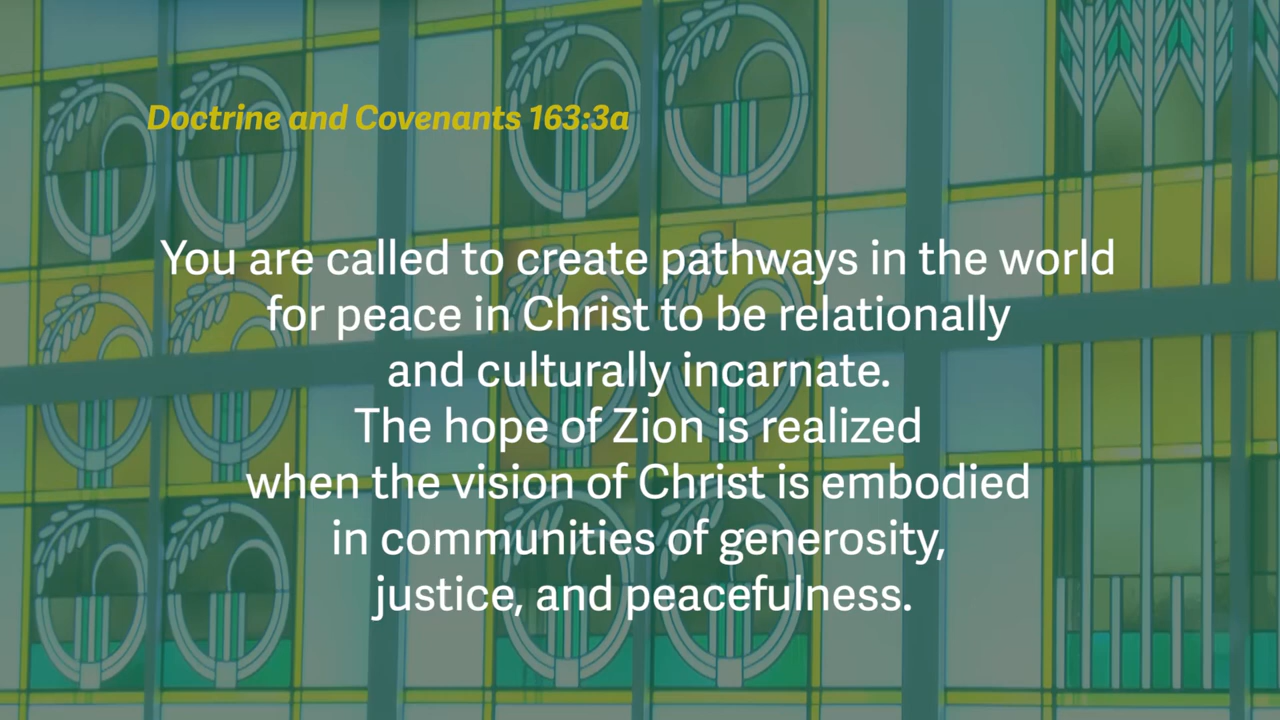 Doctrine and Covenants 163:3a
You are called to create pathways in the world
for peace in Christ to be relationally
and culturally incarnate.
The hope of Zion is realized
when the vision of Christ is embodied
in communities of generosity,
justice, and peacefulness.